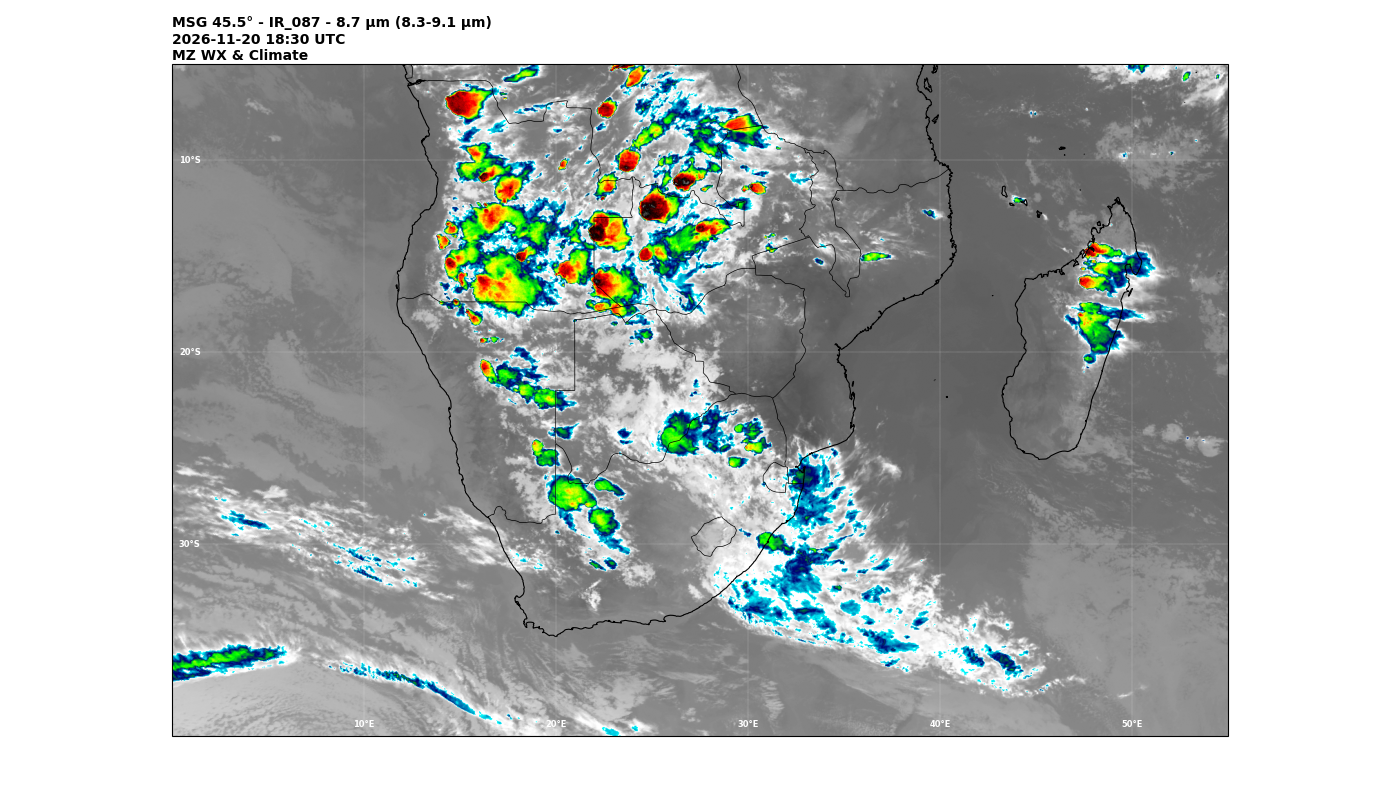 MSG 45.5° - IR_087 - 8.7 µm (8.3-9.1 µm)
2026-11-20 18:30 UTC
MZ WX & Climate
10°S
20°S
30°S
10°E
20°E
30°E
40°E
50°E